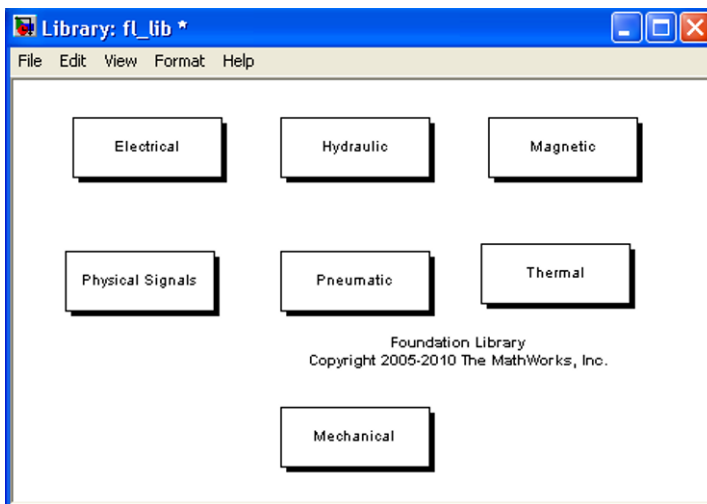 Library: fl_lib *
File Edit View Format Help
Electrical Hydraulic Magnetic
Physical Signals Pneumatic Thermal
Foundation Library
Copyright 2005-2010 The MathWorks, Inc.
Mechanical